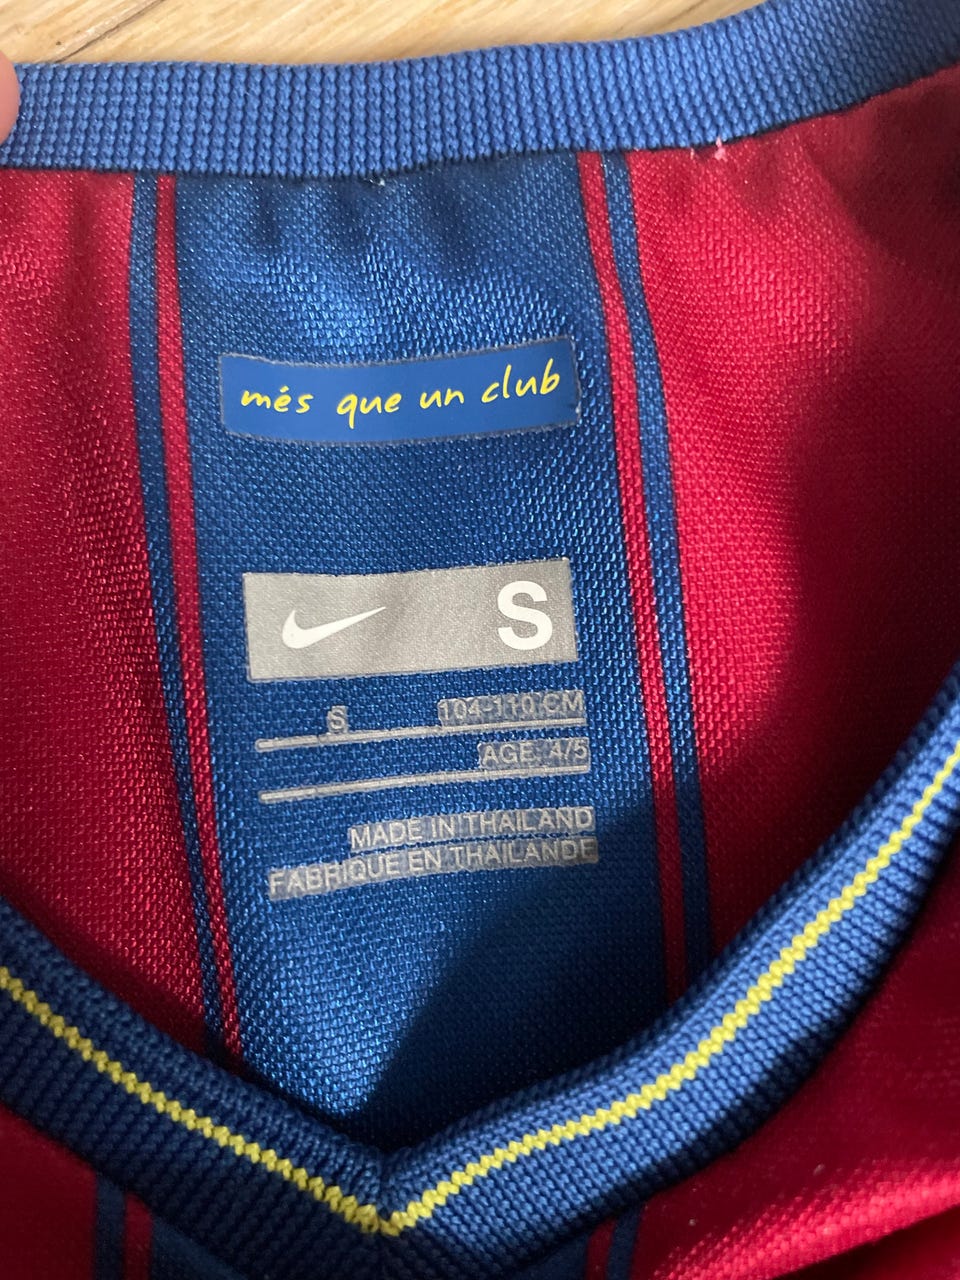 més que un club
S
S 104-110 CM
AGE: 4/5
MADE IN THAILAND
FABRIQUE EN THAILANDE